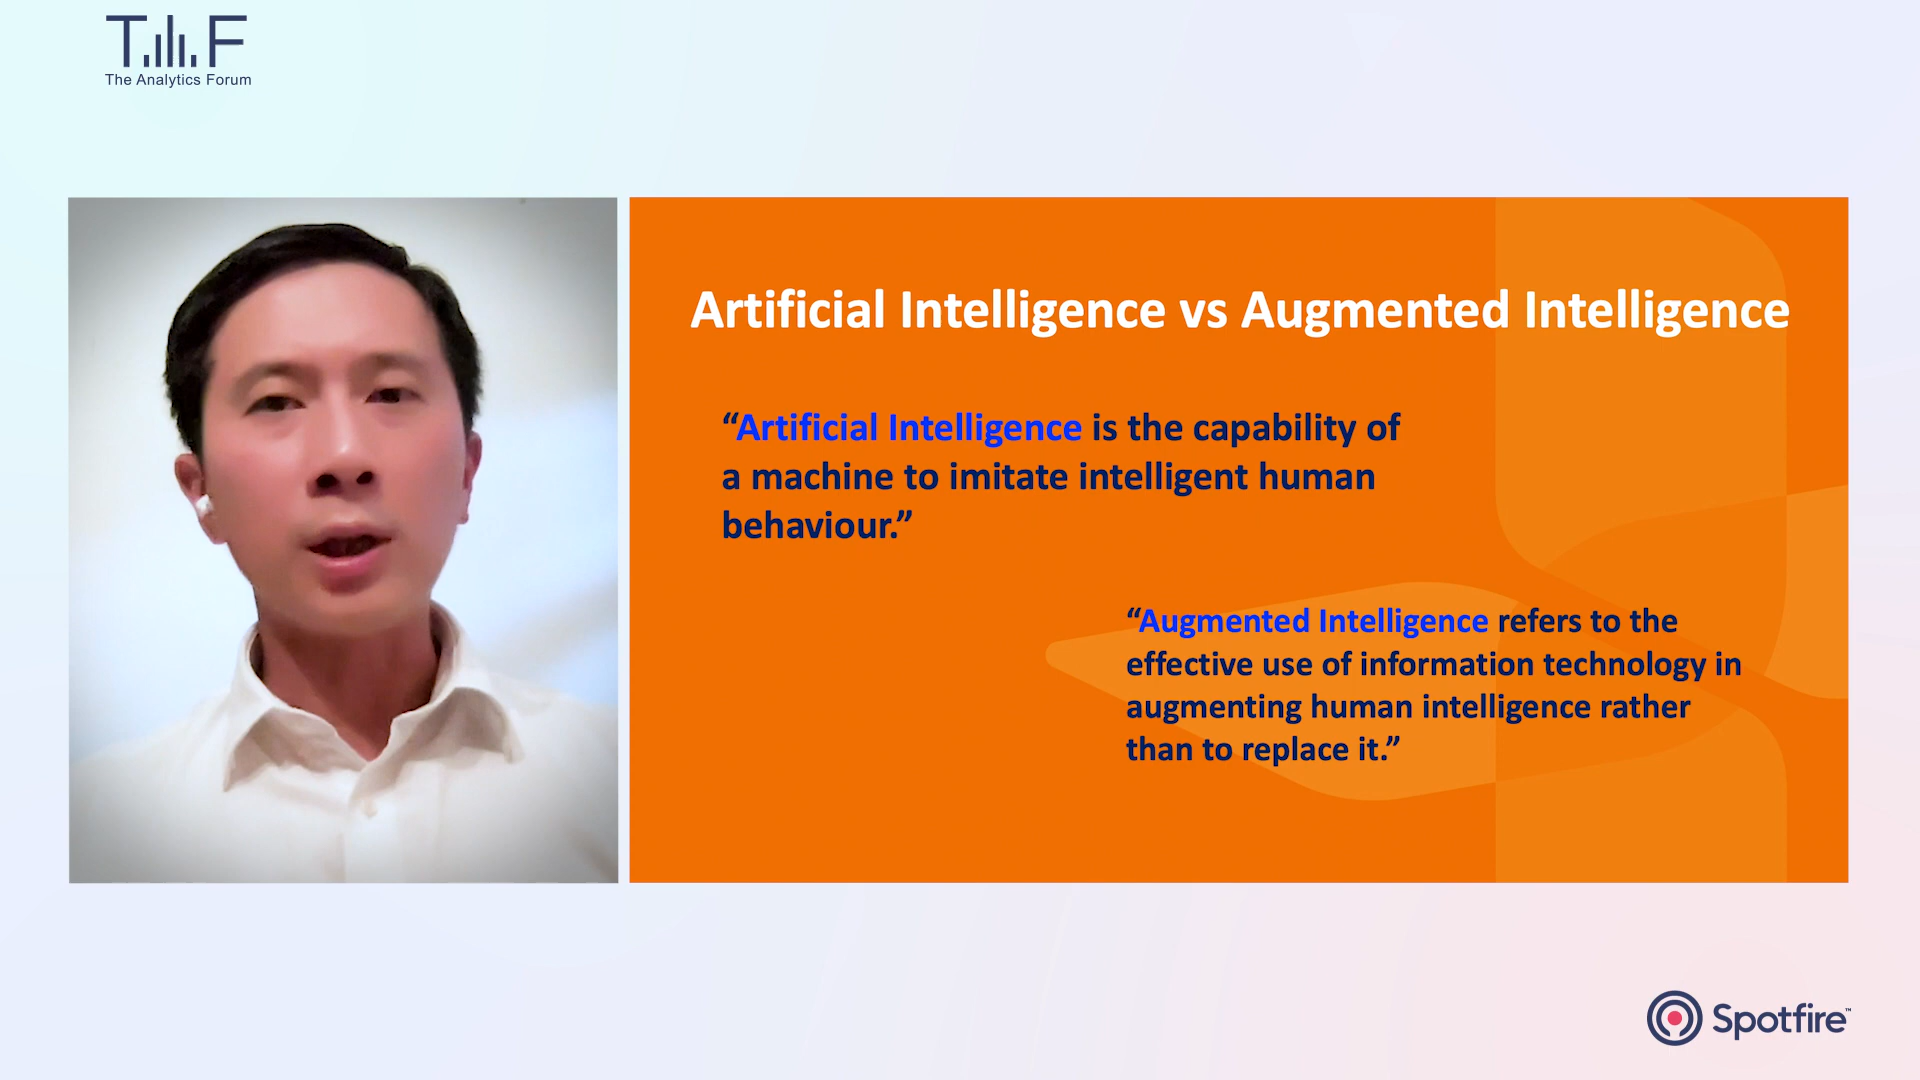 T F
The Analytics Forum
Artificial Intelligence vs Augmented Intelligence
“Artificial Intelligence is the capability of
a machine to imitate intelligent human
behaviour.”
“Augmented Intelligence refers to the
effective use of information technology in
augmenting human intelligence rather
than to replace it.”
Spotfire™